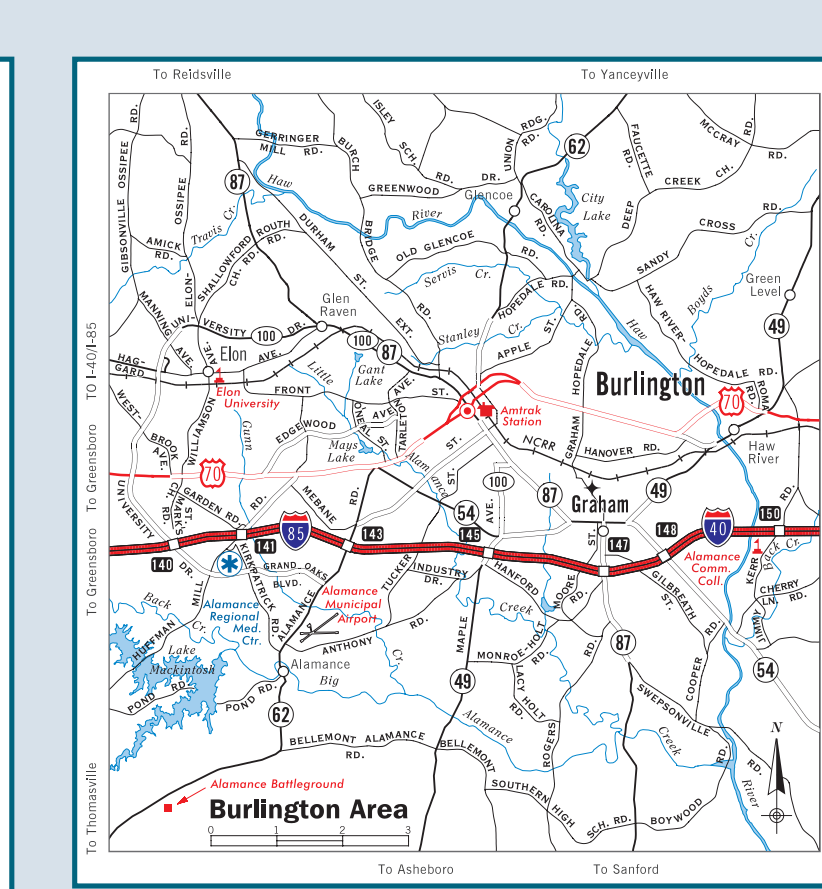 To Reidsville
To Yanceyville
GERRINGER
MILL RD.
BURCH
BRIDGE
RD.
ISLEY
SCH.
RD.
GREENWOOD
DR.
UNION
RDG.
RD.
62
FAUCETTE
RD.
McCRAY
RD.
DEEP
CREEK
CH.
RD.
GIBSONVILLE OSSIPEE
RD.
OSSIPEE
RD.
ELON-
87
Haw
River
Glencoe
CAROLINA
RD.
City
Lake
SANDY
CROSS
RD.
AMICK
RD.
Travis Cr.
SHALLOWFORD
CH. RD.
SOUTH
RD.
DURHAM
ST.
EXT.
OLD GLENCOE
RD.
Servis Cr.
HOPEDALE RD.
HAW RIVER-
HOPEDALE RD.
Boyds
Cr.
Green
Level
49
MANNING
AVE.
UNIVERSITY
DR.
100
Glen
Raven
100
87
Stanley
Cr.
APPLE
ST.
Haw
ROMA
RD.
HAGGARD
Elon
AVE.
AVE.
Little
Gant
Lake
GRAHAM
HOPEDALE
RD.
Burlington
70
Elon
University
FRONT
ST.
Amtrak
Station
WESTBROOK
AVE.
WILLIAMSON
Gunn
EDGEWOOD
AVE.
ONEAL ST.
TARLETON
AVE.
Mays
Lake
Alamance
ST.
ST.
NCRR
HANOVER RD.
Haw
River
70
UNIVERSITY
DR.
ST.
MARKS
CH.
RD.
GARDEN RD.
RD.
MEBANE
RD.
54
100
AVE.
87
Graham
49
150
RD.
140
141
85
143
145
ST.
147
148
40
Alamance
Comm.
Coll.
KERR
Back Cr.
CHERRY
LN. RD.
JIMMIE
KIRKPATRICK
RD.
GRAND OAKS
BLVD.
Alamance
Regional
Med.
Ctr.
MILL
ALAMANCE
Alamance
Municipal
Airport
TUCKER
INDUSTRY
DR.
HANFORD
MOORE
RD.
GILBREATH
ST.
Back
Cr.
HUFFMAN
Lake
Mackintosh
POND RD.
POND RD.
Alamance
ANTHONY
RD.
Cr.
Big
Alamance
Creek
MAPLE
49
Creek
MONROE-HOLT
RD.
LACY HOLT
RD.
ROGERS
RD.
87
COOPER
RD.
SWEPSONVILLE
RD.
54
62
BELLEMONT ALAMANCE
RD.
BELLEMONT
SOUTHERN HIGH
SCH. RD.
BOYWOOD
RD.
River
N
Alamance Battleground
Burlington Area
0 1 2 3
To Asheboro
To Sanford
TO I-40/I-85
To Greensboro
To Greensboro
To Thomasville